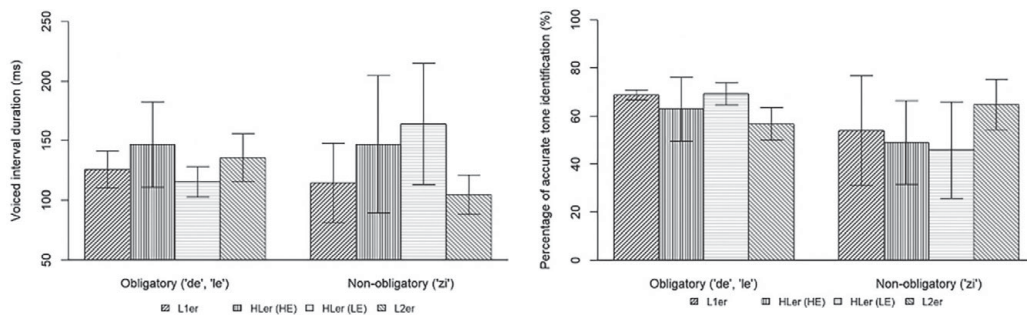 Voiced interval duration (ms)
250
200
150
100
50
Obligatory ('de', 'le')
Non-obligatory ('zi')
L1er HLer (HE) HLer (LE) L2er
Percentage of accurate tone identification (%)
100
80
60
40
20
0
Obligatory ('de', 'le')
Non-obligatory ('zi')
L1er HLer (HE) HLer (LE) L2er